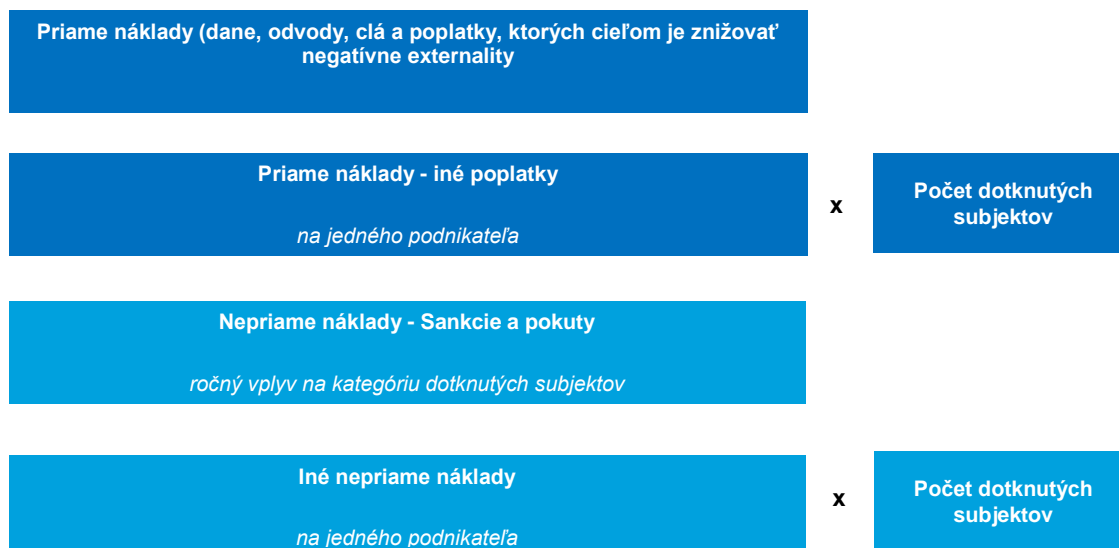 Priame náklady (dane, odvody, clá a poplatky, ktorých cieľom je znižovať
negatívne externality
Priame náklady - iné poplatky
na jedného podnikateľa
x
Počet dotknutých
subjektov
Nepriame náklady - Sankcie a pokuty
ročný vplyv na kategóriu dotknutých subjektov
Iné nepriame náklady
na jedného podnikateľa
x
Počet dotknutých
subjektov